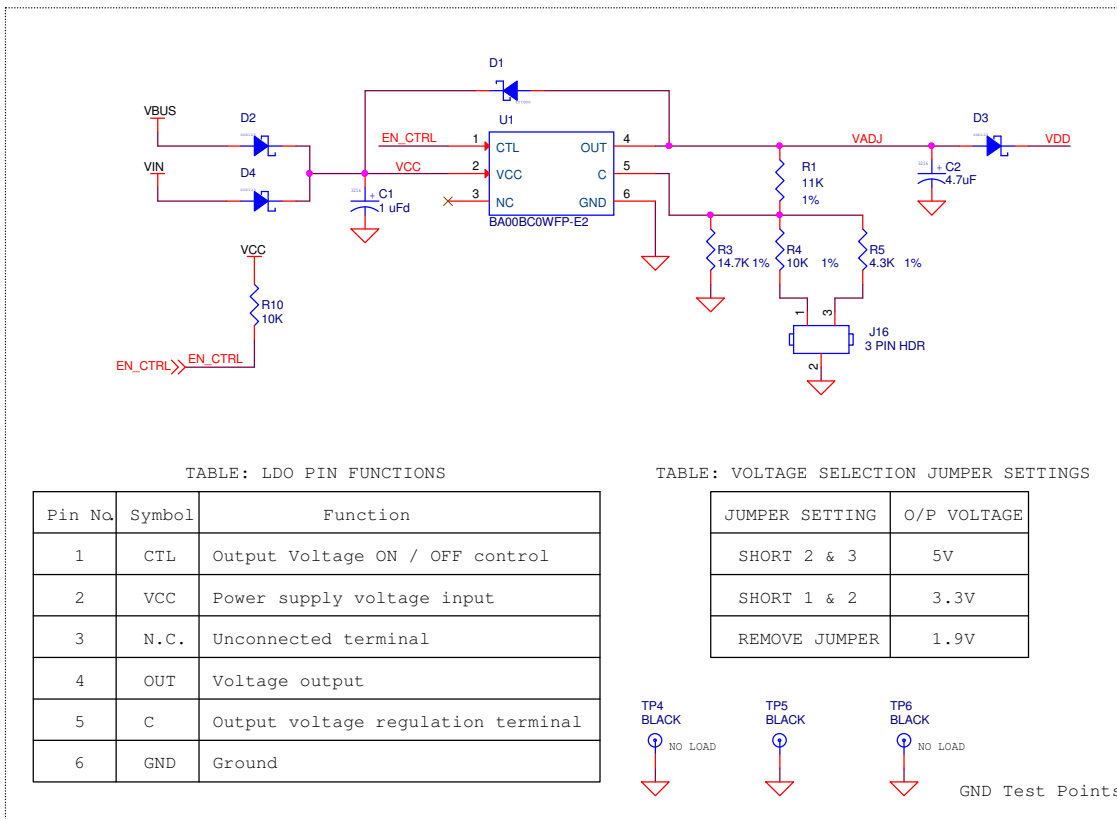 D1
U1
VBUS
D2
EN_CTRL
1
CTL
OUT
4
VADJ
D3
VDD
VIN
D4
VCC
2
VCC
C
5
R1
11K
1%
C2
4.7uF
C1
1 uFd
3
NC
GND
6
BA00BC0WFP-E2
VCC
R3
14.7K 1%
R4
10K 1%
R5
4.3K 1%
R10
10K
1
3
J16
3 PIN HDR
2
EN_CTRL
EN_CTRL
TABLE: LDO PIN FUNCTIONS
Pin No. Symbol Function
1 CTL Output Voltage ON / OFF control
2 VCC Power supply voltage input
3 N.C. Unconnected terminal
4 OUT Voltage output
5 C Output voltage regulation terminal
6 GND Ground
TABLE: VOLTAGE SELECTION JUMPER SETTINGS
JUMPER SETTING O/P VOLTAGE
SHORT 2 & 3 5V
SHORT 1 & 2 3.3V
REMOVE JUMPER 1.9V
TP4
BLACK
NO LOAD
TP5
BLACK
TP6
BLACK
NO LOAD
GND Test Points